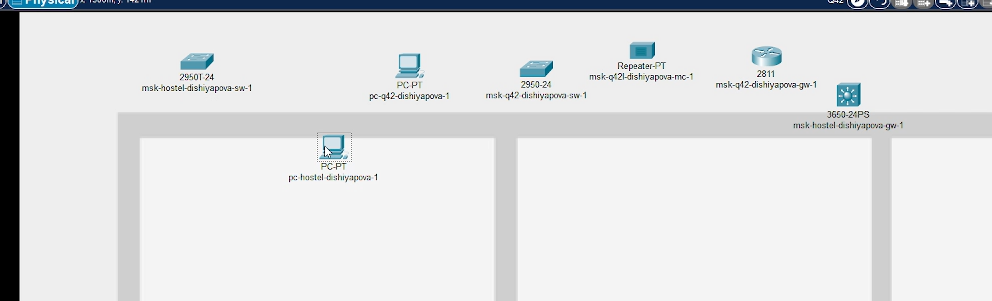 Physical
x: 1580m, y: 1421m
Q42
2950T-24
msk-hostel-dishiyapova-sw-1
PC-PT
pc-q42-dishiyapova-1
2950-24
msk-q42-dishiyapova-sw-1
Repeater-PT
msk-q42l-dishiyapova-mc-1
2811
msk-q42-dishiyapova-gw-1
3650-24PS
msk-hostel-dishiyapova-gw-1
PC-PT
pc-hostel-dishiyapova-1